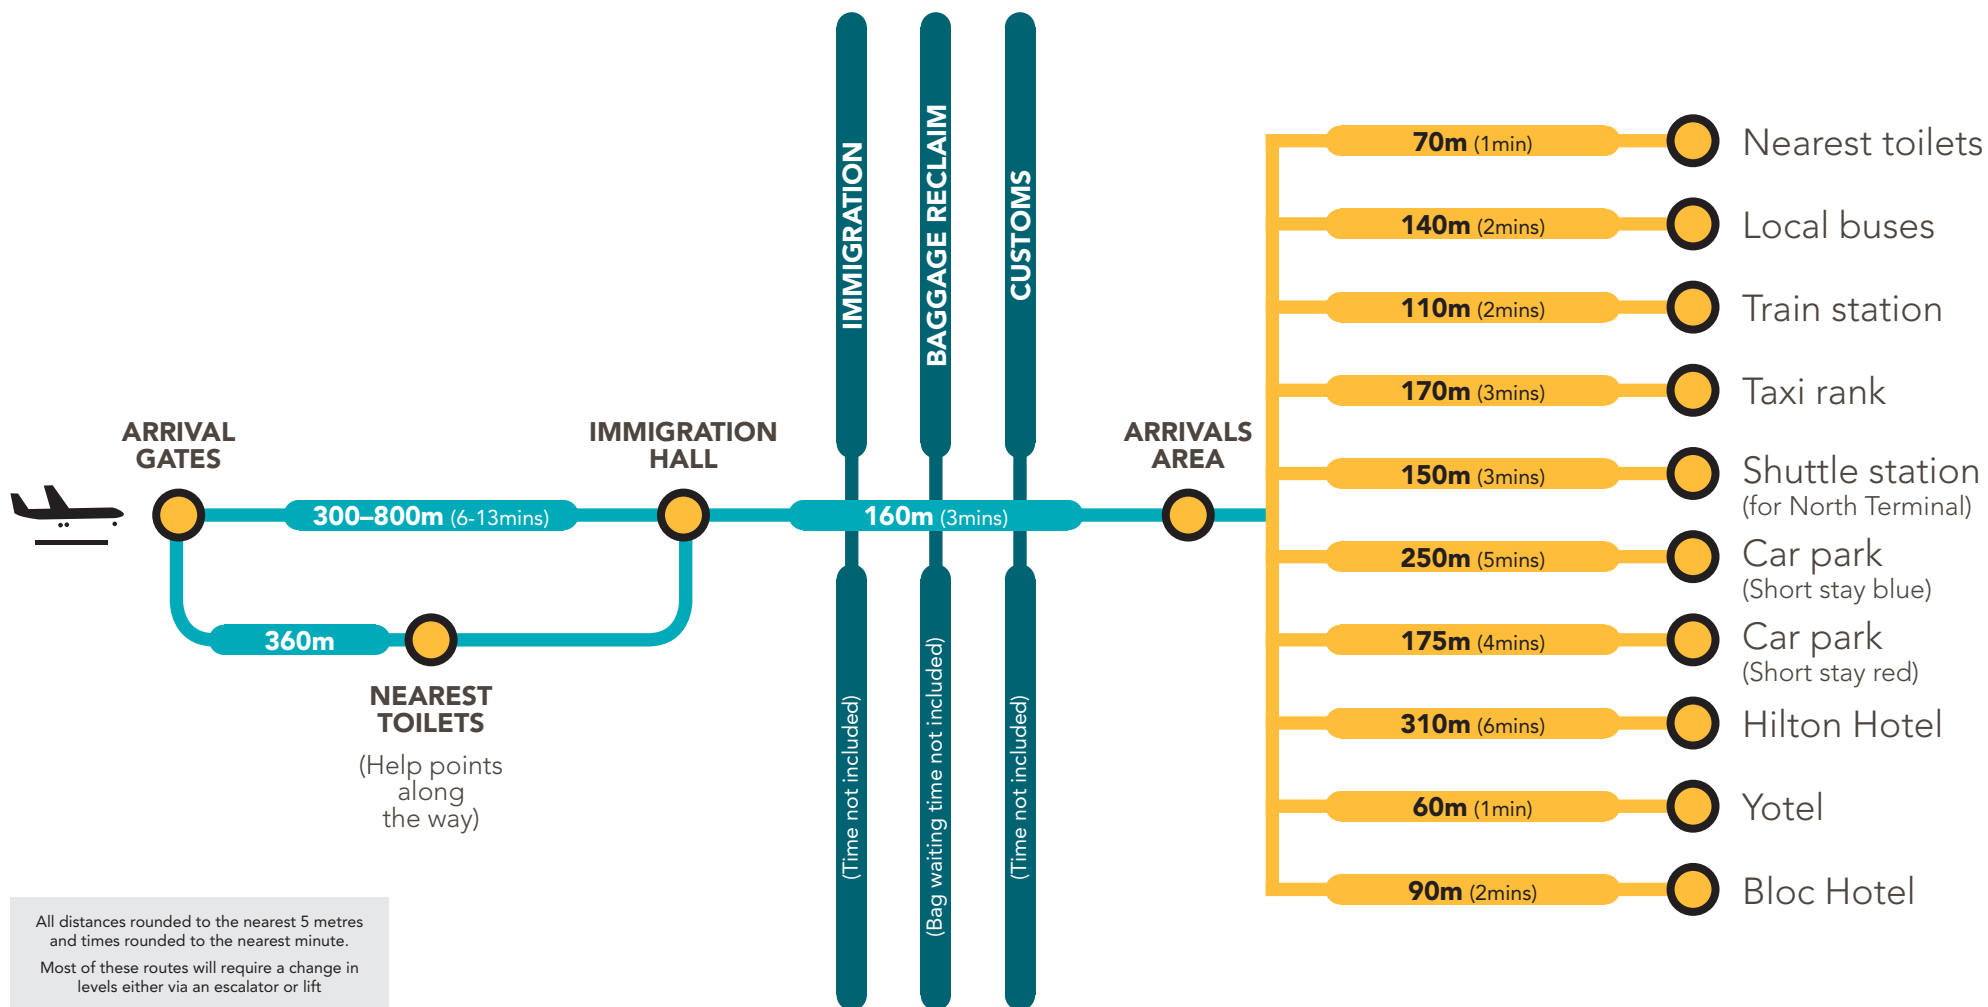 ARRIVAL
GATES
300–800m (6-13mins)
IMMIGRATION
HALL
360m
NEAREST
TOILETS
(Help points
along
the way)
IMMIGRATION
(Time not included)
BAGGAGE RECLAIM
(Bag waiting time not included)
CUSTOMS
(Time not included)
160m (3mins)
ARRIVALS
AREA
70m (1min)
Nearest toilets
140m (2mins)
Local buses
110m (2mins)
Train station
170m (3mins)
Taxi rank
150m (3mins)
Shuttle station
(for North Terminal)
250m (5mins)
Car park
(Short stay blue)
175m (4mins)
Car park
(Short stay red)
310m (6mins)
Hilton Hotel
60m (1min)
Yotel
90m (2mins)
Bloc Hotel
All distances rounded to the nearest 5 metres
and times rounded to the nearest minute.
Most of these routes will require a change in
levels either via an escalator or lift